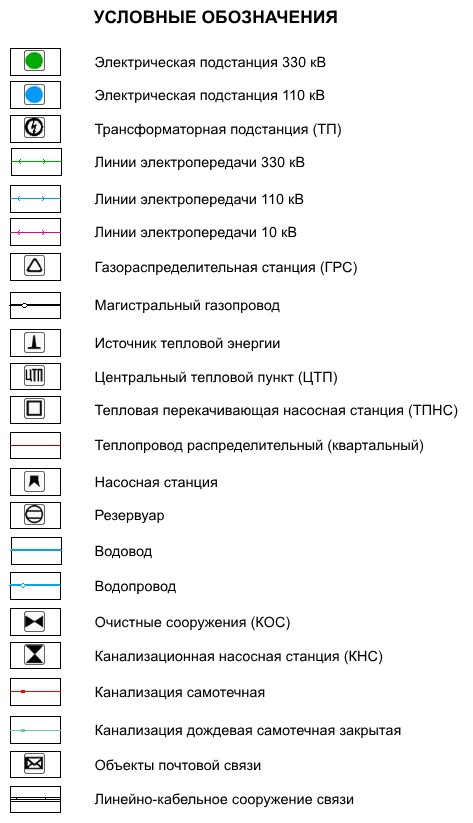 УСЛОВНЫЕ ОБОЗНАЧЕНИЯ
Электрическая подстанция 330 кВ
Электрическая подстанция 110 кВ
Трансформаторная подстанция (ТП)
Линии электропередачи 330 кВ
Линии электропередачи 110 кВ
Линии электропередачи 10 кВ
Газораспределительная станция (ГРС)
Магистральный газопровод
Источник тепловой энергии
ЦТП Центральный тепловой пункт (ЦТП)
Тепловая перекачивающая насосная станция (ТПНС)
Теплопровод распределительный (квартальный)
Насосная станция
Резервуар
Водовод
Водопровод
Очистные сооружения (КОС)
Канализационная насосная станция (КНС)
Канализация самотечная
Канализация дождевая самотечная закрытая
Объекты почтовой связи
Линейно-кабельное сооружение связи